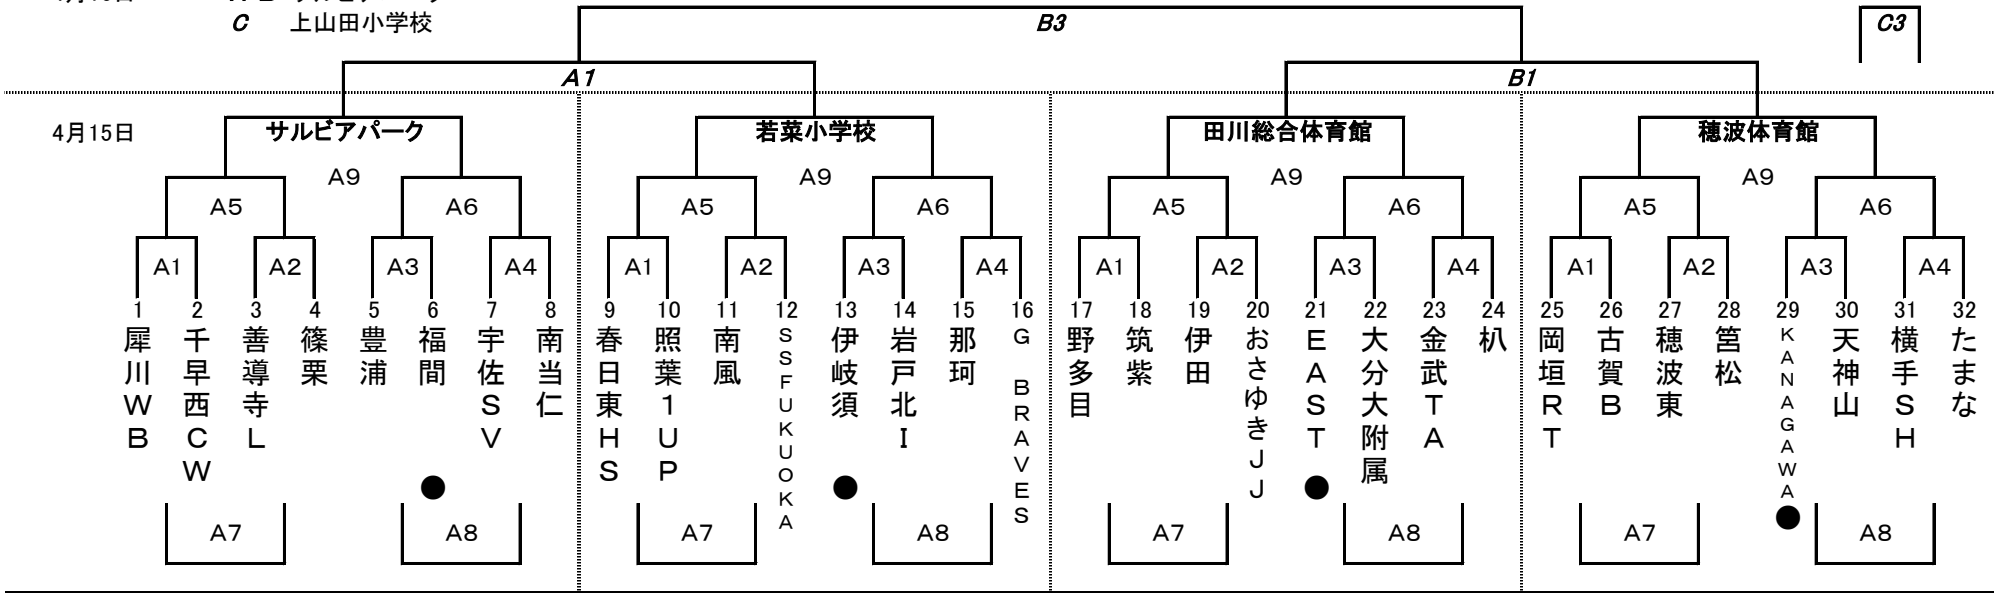 C 上山田小学校
B3
C3
A1
B1
4月15日
サルビアパーク
若菜小学校
田川総合体育館
穂波体育館
A9
A9
A9
A9
A5
A6
A5
A6
A5
A6
A5
A6
A1
A2
A3
A4
A1
A2
A3
A4
A1
A2
A3
A4
A1
A2
A3
A4
1 犀川WB
2 千早西CW
3 善導寺L
4 篠栗
5 豊浦
6 福間
7 宇佐SV
8 南当仁
9 春日東HS
10 照葉1UP
11 南風
12 SSFUKUOKA
13 伊岐須
14 岩戸北I
15 那珂
16 G BRAVES
17 野多目
18 筑紫
19 伊田
20 おさゆきJJ
21 EAST
22 大分大附属
23 金武TA
24 朳
25 岡垣RT
26 古賀B
27 穂波東
28 筥松
29 KANAGAWA
30 天神山
31 横手SH
32 たまな
A7
A8
A7
A8
A7
A8
A7
A8